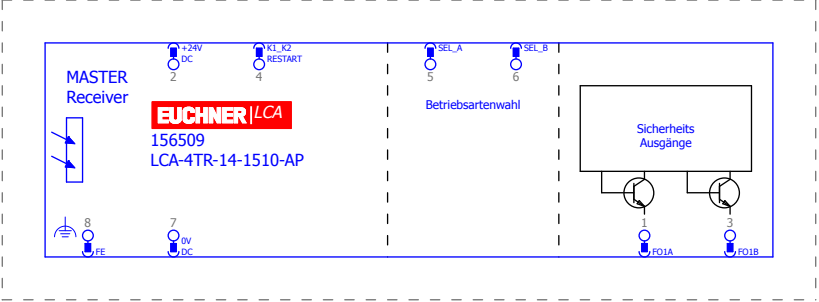 +24V
DC
2
K1_K2
RESTART
4
SEL_A
5
SEL_B
6
MASTER
Receiver
EUCHNER LCA
156509
LCA-4TR-14-1510-AP
Betriebsartenwahl
Sicherheits
Ausgänge
8
FE
7
0V
DC
1
FO1A
3
FO1B